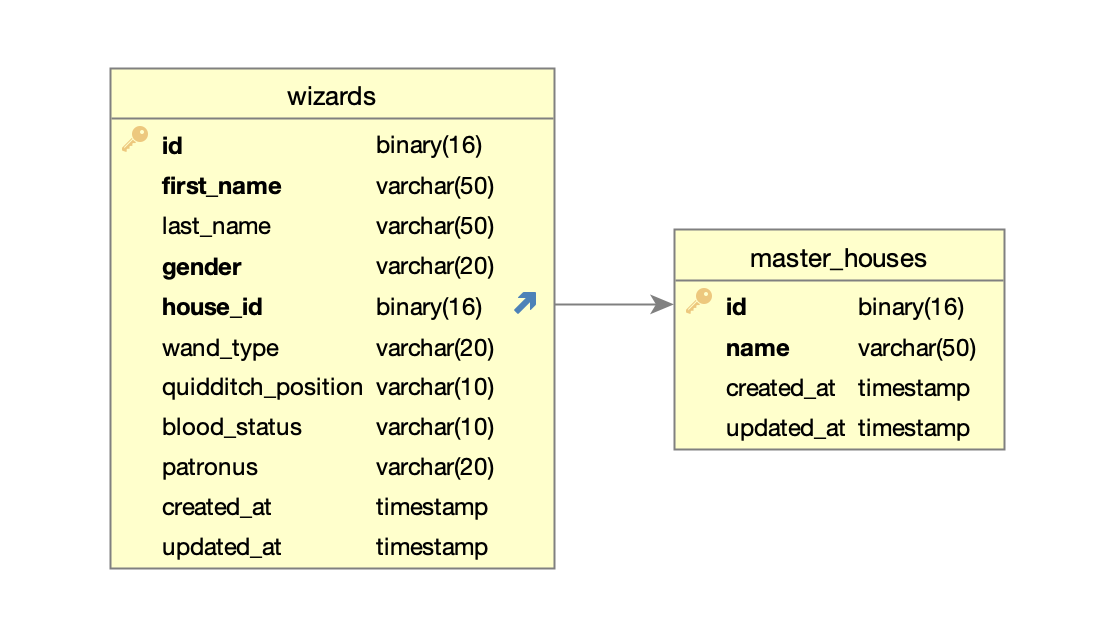 wizards
id binary(16)
first_name varchar(50)
last_name varchar(50)
gender varchar(20)
house_id binary(16)
wand_type varchar(20)
quidditch_position varchar(10)
blood_status varchar(10)
patronus varchar(20)
created_at timestamp
updated_at timestamp
master_houses
id binary(16)
name varchar(50)
created_at timestamp
updated_at timestamp